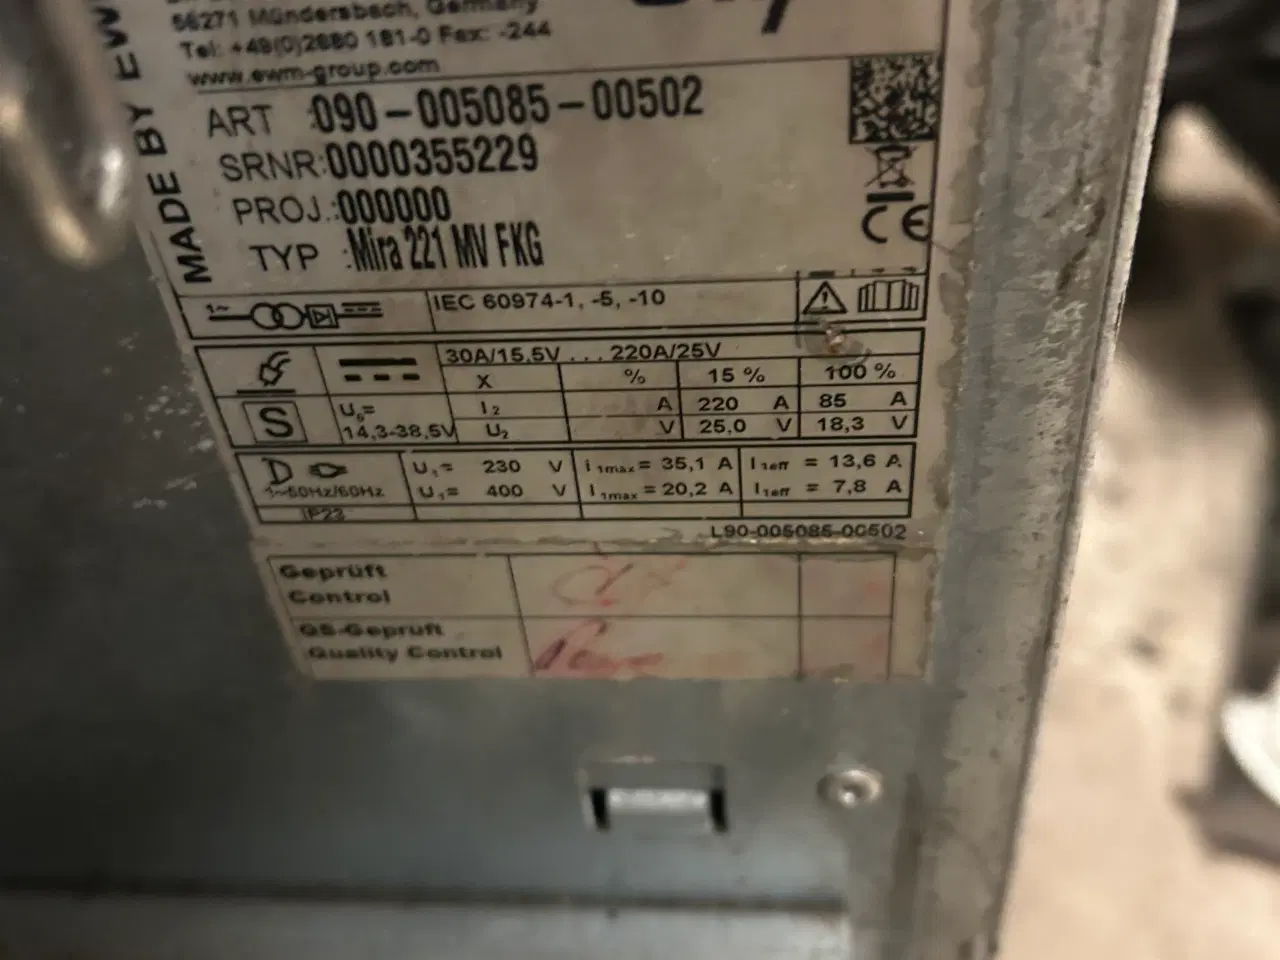 MADE BY EW
56271 Mündersbach, Germany
Tel: +49(0)2680 181-0 Fax: -244
www.ewm-group.com
ART :090-005085-00502
SRNR:0000355229
PROJ.:000000
TYP :Mira 221 MV FKG
CE
1~ IEC 60974-1, -5, -10
30A/15.5V ... 220A/25V
X % 15 % 100 %
S U₀= I₂ A 220 A 85 A
14,3-38,5V U₂ V 25,0 V 18,3 V
U₁= 230 V I₁max= 35,1 A I₁eff = 13,6 A
1~50Hz/60Hz U₁= 400 V I₁max = 20,2 A I₁eff = 7,8 A
IP23
L90-005085-00502
Geprüft
Control
GS-Geprüft
Quality Control